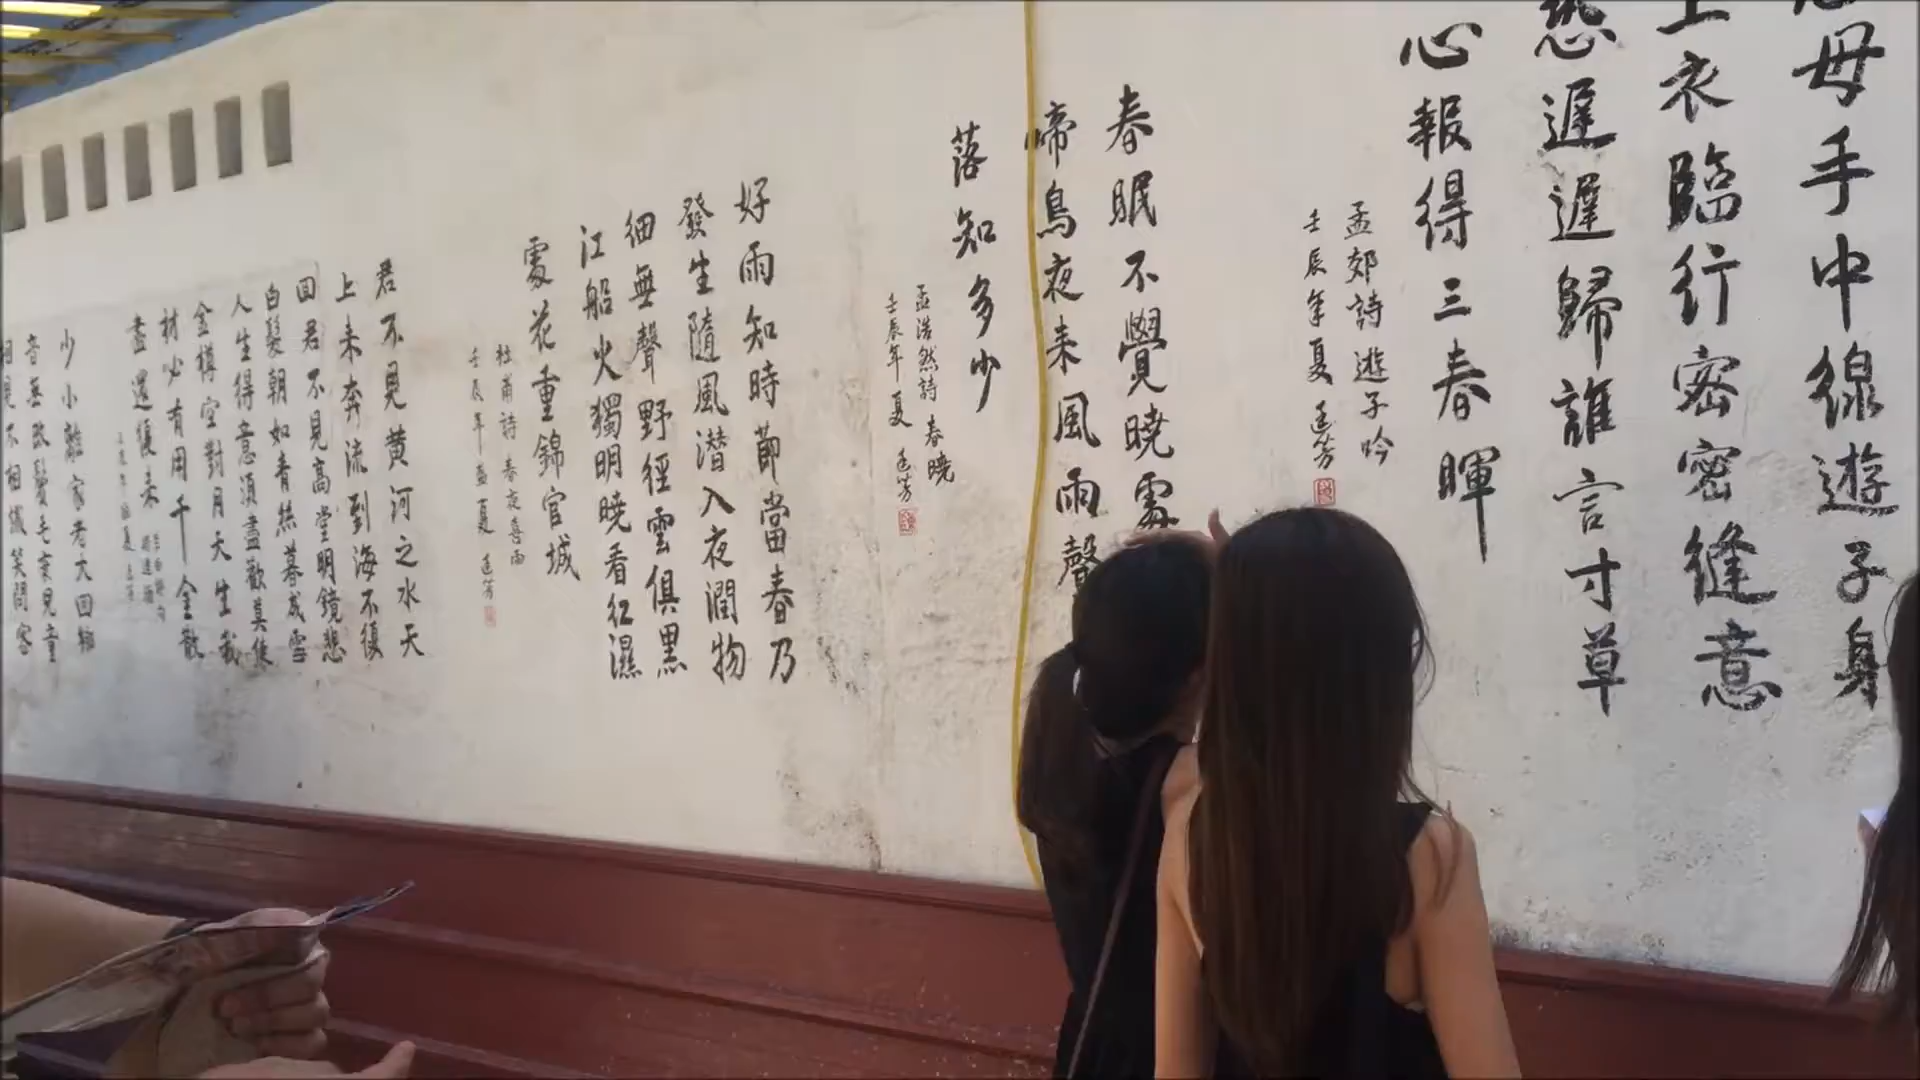 母手中線遊子身
上衣臨行密密縫意
恐遲遲歸誰言寸草
心報得三春暉
孟郊詩 遊子吟
壬辰年夏 廷芳
春眠不覺曉處
啼鳥夜来風雨聲
落知多少
孟浩然詩 春曉
壬辰年夏 廷芳
好雨知時節當春乃
發生隨風潛入夜潤物
細無聲野徑雲俱黑
江船火獨明曉看红濕
處花重錦官城
杜甫詩 春夜喜雨
壬辰年盛夏 廷芳
君不見黄河之水天
上来奔流到海不復
回君不見高堂明鏡悲
白髮朝如青絲暮成雪
人生得意須盡歡莫使
金樽空對月天生我
材必有用千金散
盡還復来
少小離家老大回鄉
音無改鬢毛衰見童
相見不相識笑問客